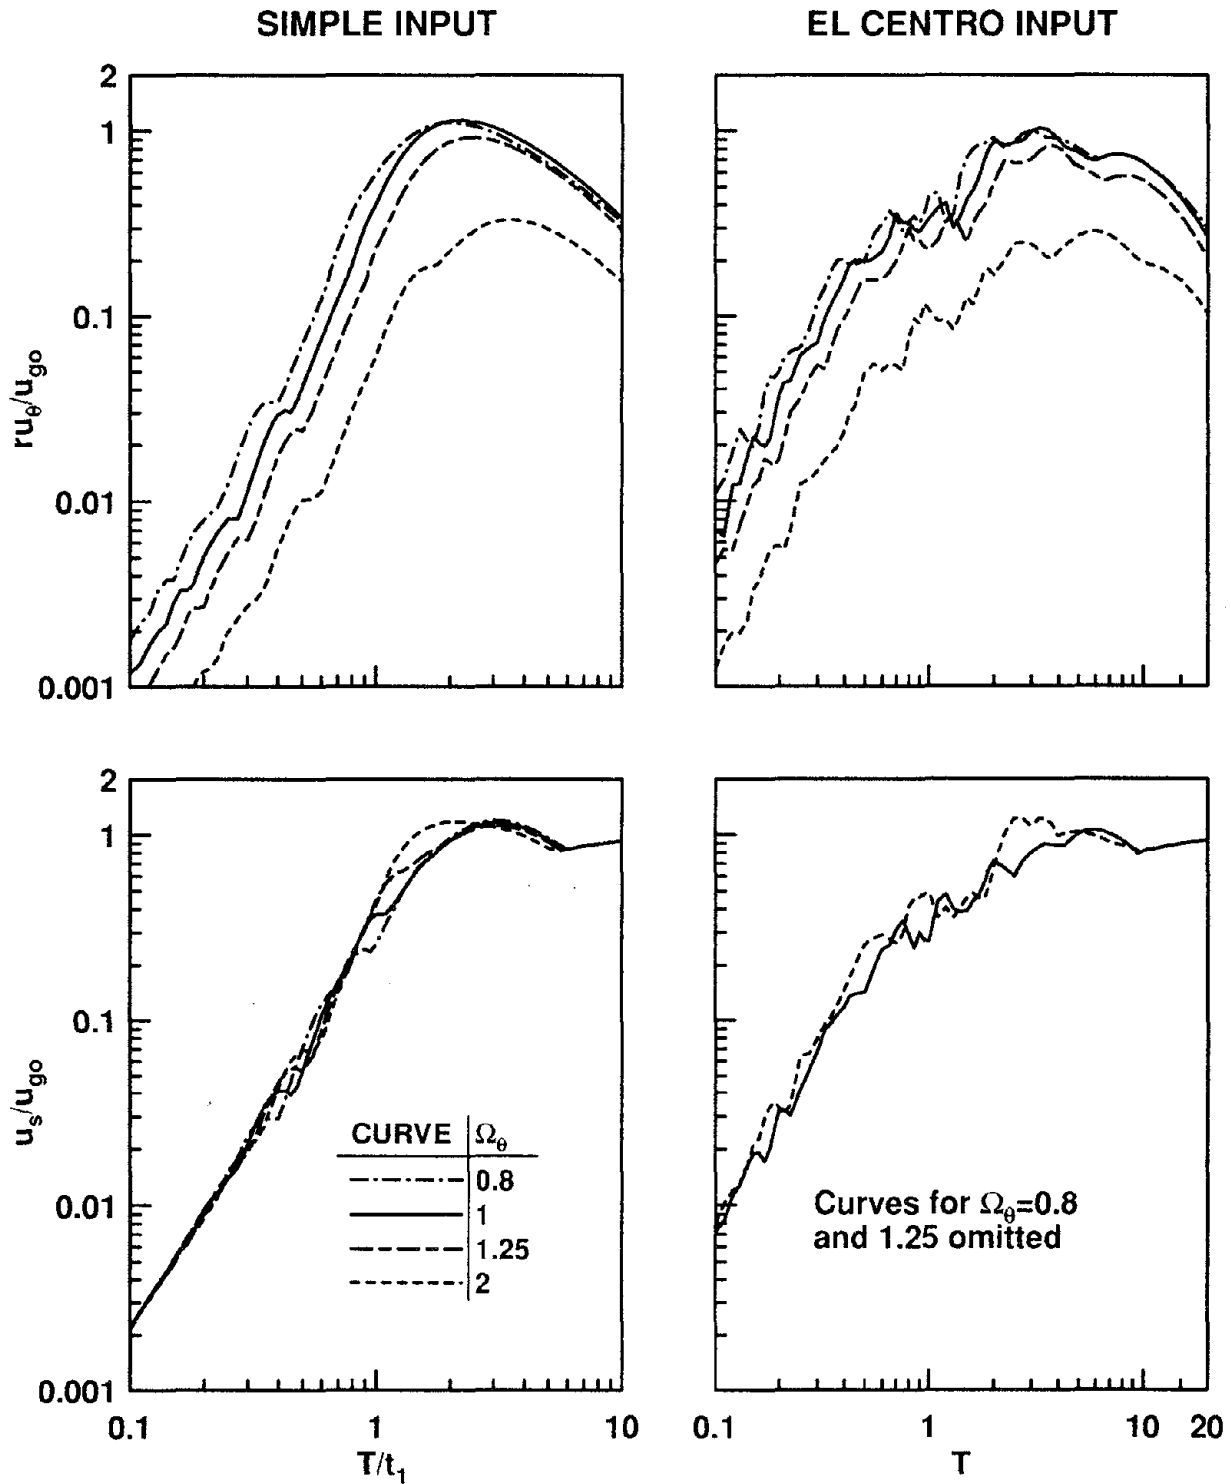 SIMPLE INPUT
EL CENTRO INPUT
2
1
0.1
0.01
0.001
ru_θ/u_go
2
1
0.1
0.01
0.001
u_s/u_go
CURVE Ω_θ
0.8
1
1.25
2
Curves for Ω_θ=0.8
and 1.25 omitted
0.1 1 10
T/t₁
0.1 1 10 20
T